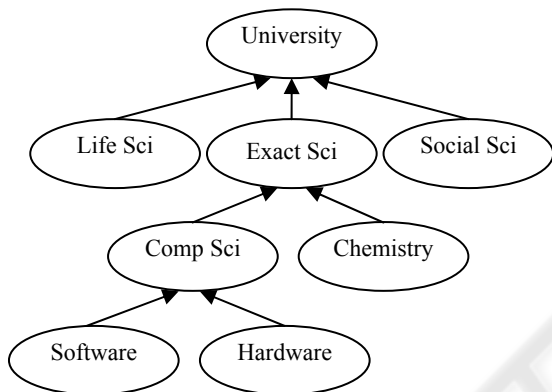 University
Life Sci
Exact Sci
Social Sci
Comp Sci
Chemistry
Software
Hardware